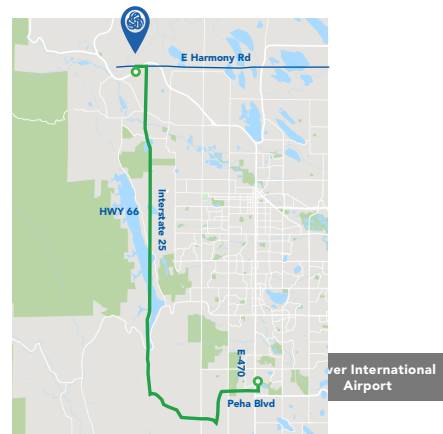 E Harmony Rd
Interstate 25
HWY 66
E-470
ver International
Airport
Peha Blvd